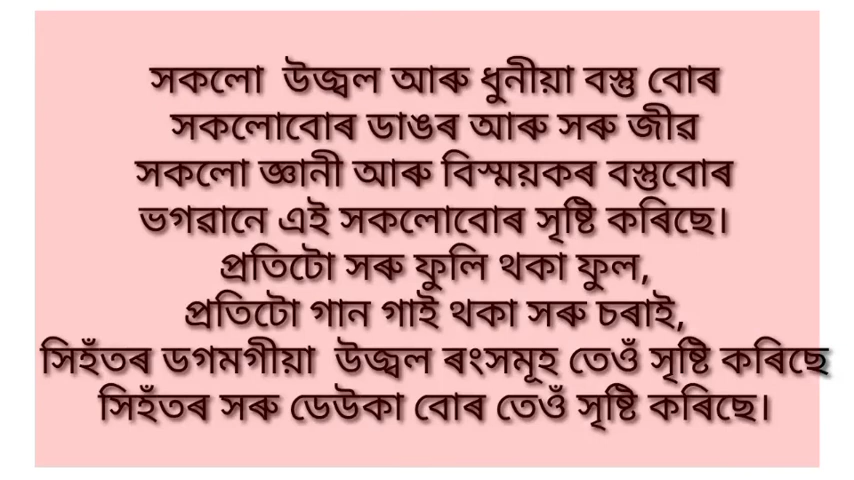 সকলো উজ্বল আৰু ধুনীয়া বস্তু বোৰ
সকলোবোৰ ডাঙৰ আৰু সৰু জীৱ
সকলো জ্ঞানী আৰু বিস্ময়কৰ বস্তুবোৰ
ভগৱানে এই সকলোবোৰ সৃষ্টি কৰিছে।
প্ৰতিটো সৰু ফুলি থকা ফুল,
প্ৰতিটো গান গাই থকা সৰু চৰাই,
সিহঁতৰ ডগমগীয়া উজ্বল ৰংসমূহ তেওঁ সৃষ্টি কৰিছে
সিহঁতৰ সৰু ডেউকা বোৰ তেওঁ সৃষ্টি কৰিছে।